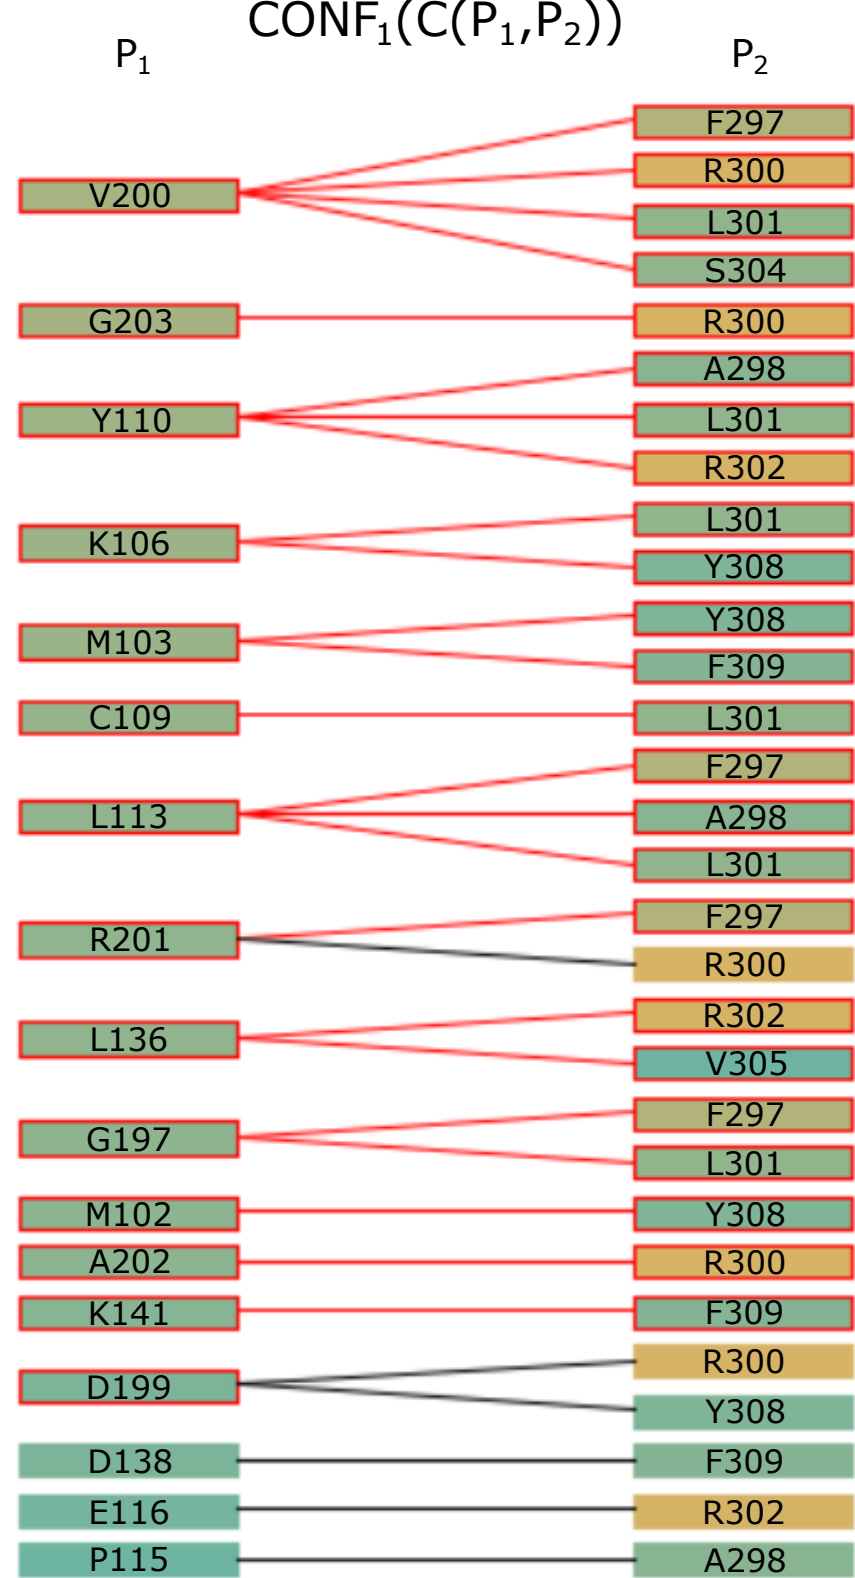 CONF₁(C(P₁,P₂))
P₁ P₂
F297
R300
V200
L301
S304
G203 R300
A298
Y110 L301
R302
L301
K106
Y308
Y308
M103
F309
C109 L301
F297
L113 A298
L301
F297
R201
R300
R302
L136
V305
F297
G197
L301
M102 Y308
A202 R300
K141 F309
R300
D199
Y308
D138 F309
E116 R302
P115 A298